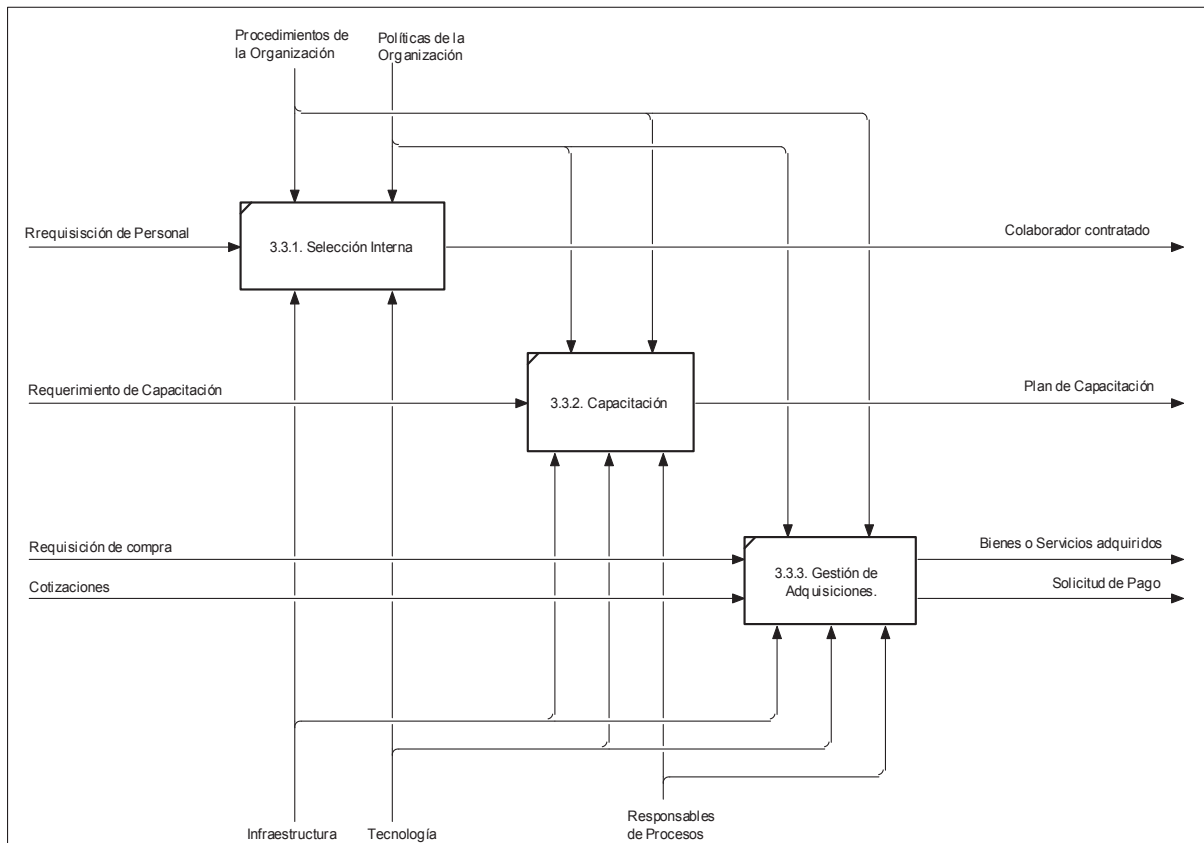 Procedimientos de
la Organización
Políticas de la
Organización
Rrequisisción de Personal
3.3.1. Selección Interna
Colaborador contratado
Requerimiento de Capacitación
3.3.2. Capacitación
Plan de Capacitación
Requisición de compra
Cotizaciones
3.3.3. Gestión de
Adquisiciones.
Bienes o Servicios adquiridos
Solicitud de Pago
Infraestructura
Tecnología
Responsables
de Procesos